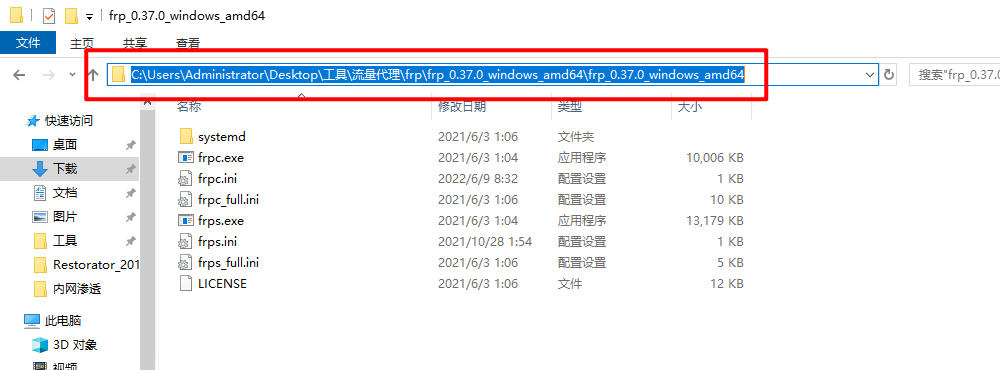 frp_0.37.0_windows_amd64
文件 主页 共享 查看
C:\Users\Administrator\Desktop\工具\流量代理\frp\frp_0.37.0_windows_amd64\frp_0.37.0_windows_amd64 搜索"frp_0.37.0
名称 修改日期 类型 大小
快速访问
桌面
下载
文档
图片
工具
Restorator_201
内网渗透
此电脑
3D 对象
视频
systemd 2021/6/3 1:06 文件夹
frpc.exe 2021/6/3 1:04 应用程序 10,006 KB
frpc.ini 2022/6/9 8:32 配置设置 1 KB
frpc_full.ini 2021/6/3 1:06 配置设置 10 KB
frps.exe 2021/6/3 1:04 应用程序 13,179 KB
frps.ini 2021/10/28 1:54 配置设置 1 KB
frps_full.ini 2021/6/3 1:06 配置设置 5 KB
LICENSE 2021/6/3 1:06 文件 12 KB